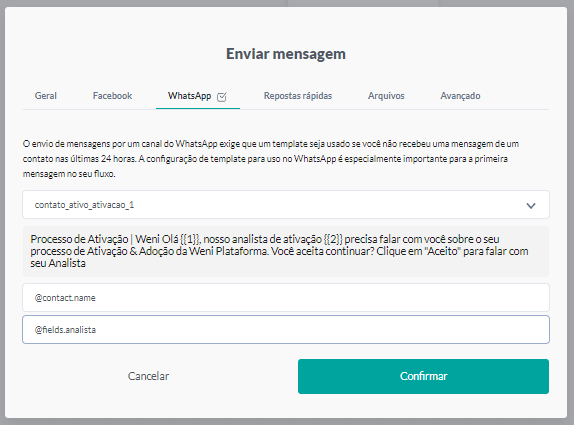 Enviar mensagem
Geral
Facebook
WhatsApp
Repostas rápidas
Arquivos
Avançado
O envio de mensagens por um canal do WhatsApp exige que um template seja usado se você não recebeu uma mensagem de um
contato nas últimas 24 horas. A configuração de template para uso no WhatsApp é especialmente importante para a primeira
mensagem no seu fluxo.
contato_ativo_ativacao_1
Processo de Ativação | Weni Olá {{1}}, nosso analista de ativação {{2}} precisa falar com você sobre o seu
processo de Ativação & Adoção da Weni Plataforma. Você aceita continuar? Clique em "Aceito" para falar com
seu Analista
@contact.name
@fields.analista
Cancelar
Confirmar